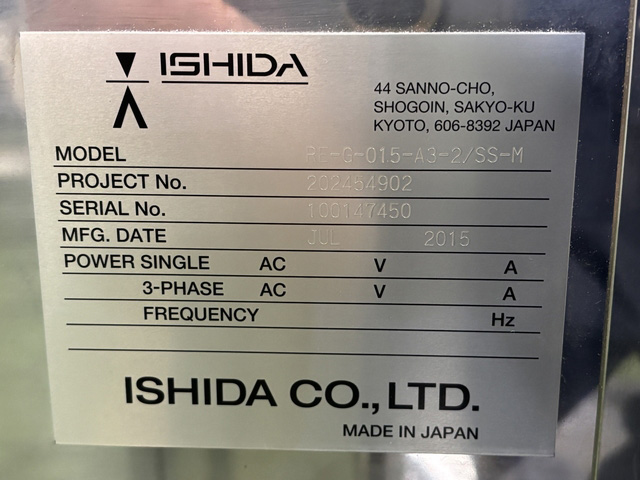 ISHIDA
44 SANNO-CHO,
SHOGOIN, SAKYO-KU
KYOTO, 606-8392 JAPAN
MODEL RE-G-015-A3-2/SS-M
PROJECT No. 202454902
SERIAL No. 100147450
MFG. DATE JUL 2015
POWER SINGLE AC V A
3-PHASE AC V A
FREQUENCY Hz
ISHIDA CO.,LTD.
MADE IN JAPAN